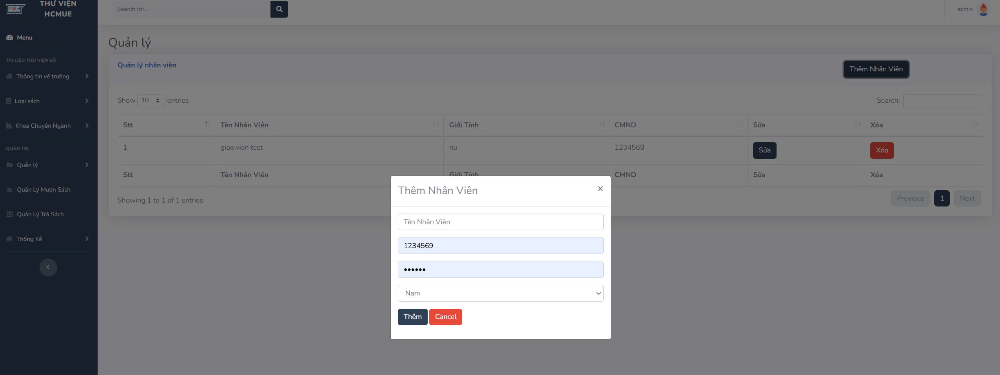 THƯ VIỆN
HCMUE
Search for...
admin
Menu
TÀI LIỆU THƯ VIỆN SỐ
Thông tin về trường
Loại sách
Khoa Chuyên Ngành
QUẢN TRỊ
Quản lý
Quản Lý Mượn Sách
Quản Lý Trả Sách
Thống Kê
Quản lý
Quản lý nhân viên
Thêm Nhân Viên
Show 10 entries
Search:
Stt Tên Nhân Viên Giới Tính CMND Sửa Xóa
1 giao vien test nu 1234568 Sửa Xóa
Stt Tên Nhân Viên Giới Tính CMND Sửa Xóa
Showing 1 to 1 of 1 entries
Previous 1 Next
Thêm Nhân Viên ×
Tên Nhân Viên
1234569
••••••
Nam
Thêm Cancel